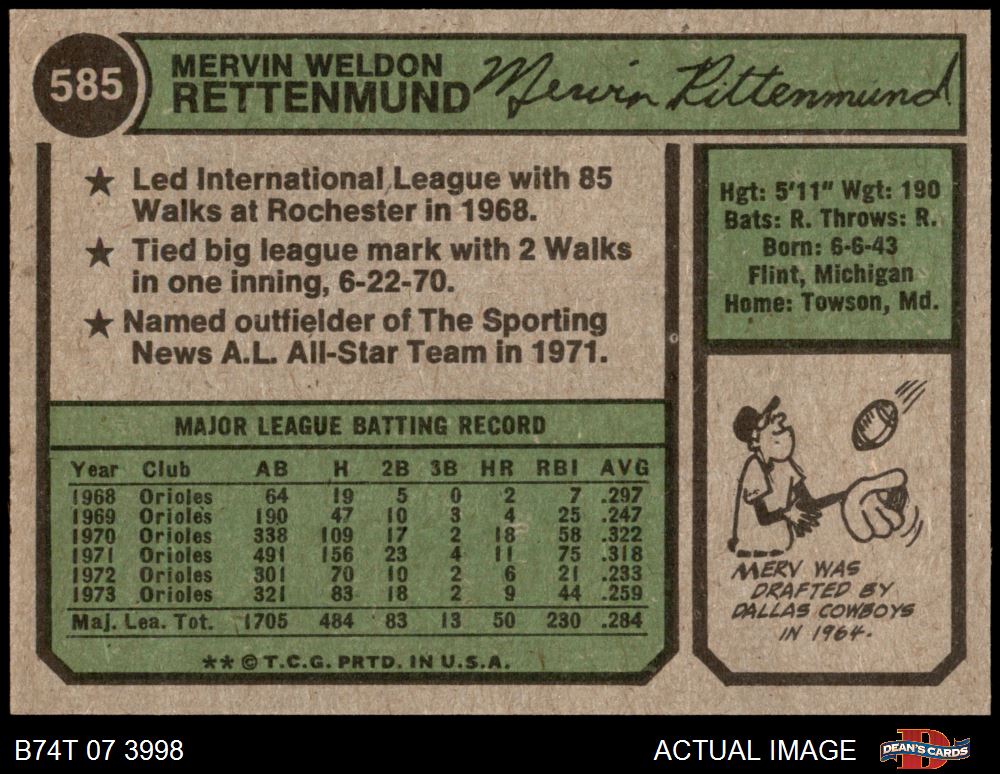 585
MERVIN WELDON
RETTENMUND
Mervin Rettenmund
★ Led International League with 85
Walks at Rochester in 1968.
★ Tied big league mark with 2 Walks
in one inning, 6-22-70.
★ Named outfielder of The Sporting
News A.L. All-Star Team in 1971.
Hgt: 5'11" Wgt: 190
Bats: R. Throws: R.
Born: 6-6-43
Flint, Michigan
Home: Towson, Md.
MAJOR LEAGUE BATTING RECORD
Year Club AB H 2B 3B HR RBI AVG
1968 Orioles 64 19 5 0 2 7 .297
1969 Orioles 190 47 10 3 4 25 .247
1970 Orioles 338 109 17 2 18 58 .322
1971 Orioles 491 156 23 4 11 75 .318
1972 Orioles 301 70 10 2 6 21 .233
1973 Orioles 321 83 18 2 9 44 .259
Maj. Lea. Tot. 1705 484 83 13 50 230 .284
** © T.C.G. PRTD. IN U.S.A.
MERV WAS
DRAFTED BY
DALLAS COWBOYS
IN 1964.
B74T 07 3998
ACTUAL IMAGE
D
DEAN'S CARDS